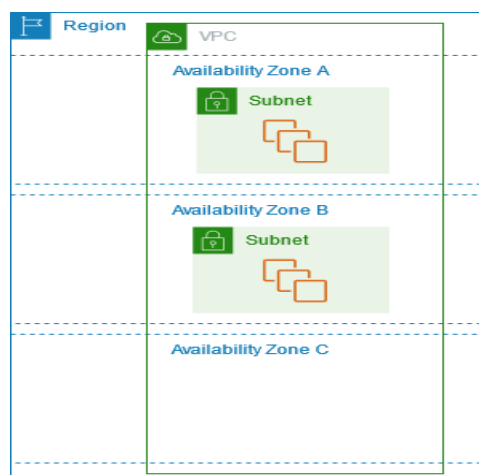 Region
VPC
Availability Zone A
Subnet
Availability Zone B
Subnet
Availability Zone C